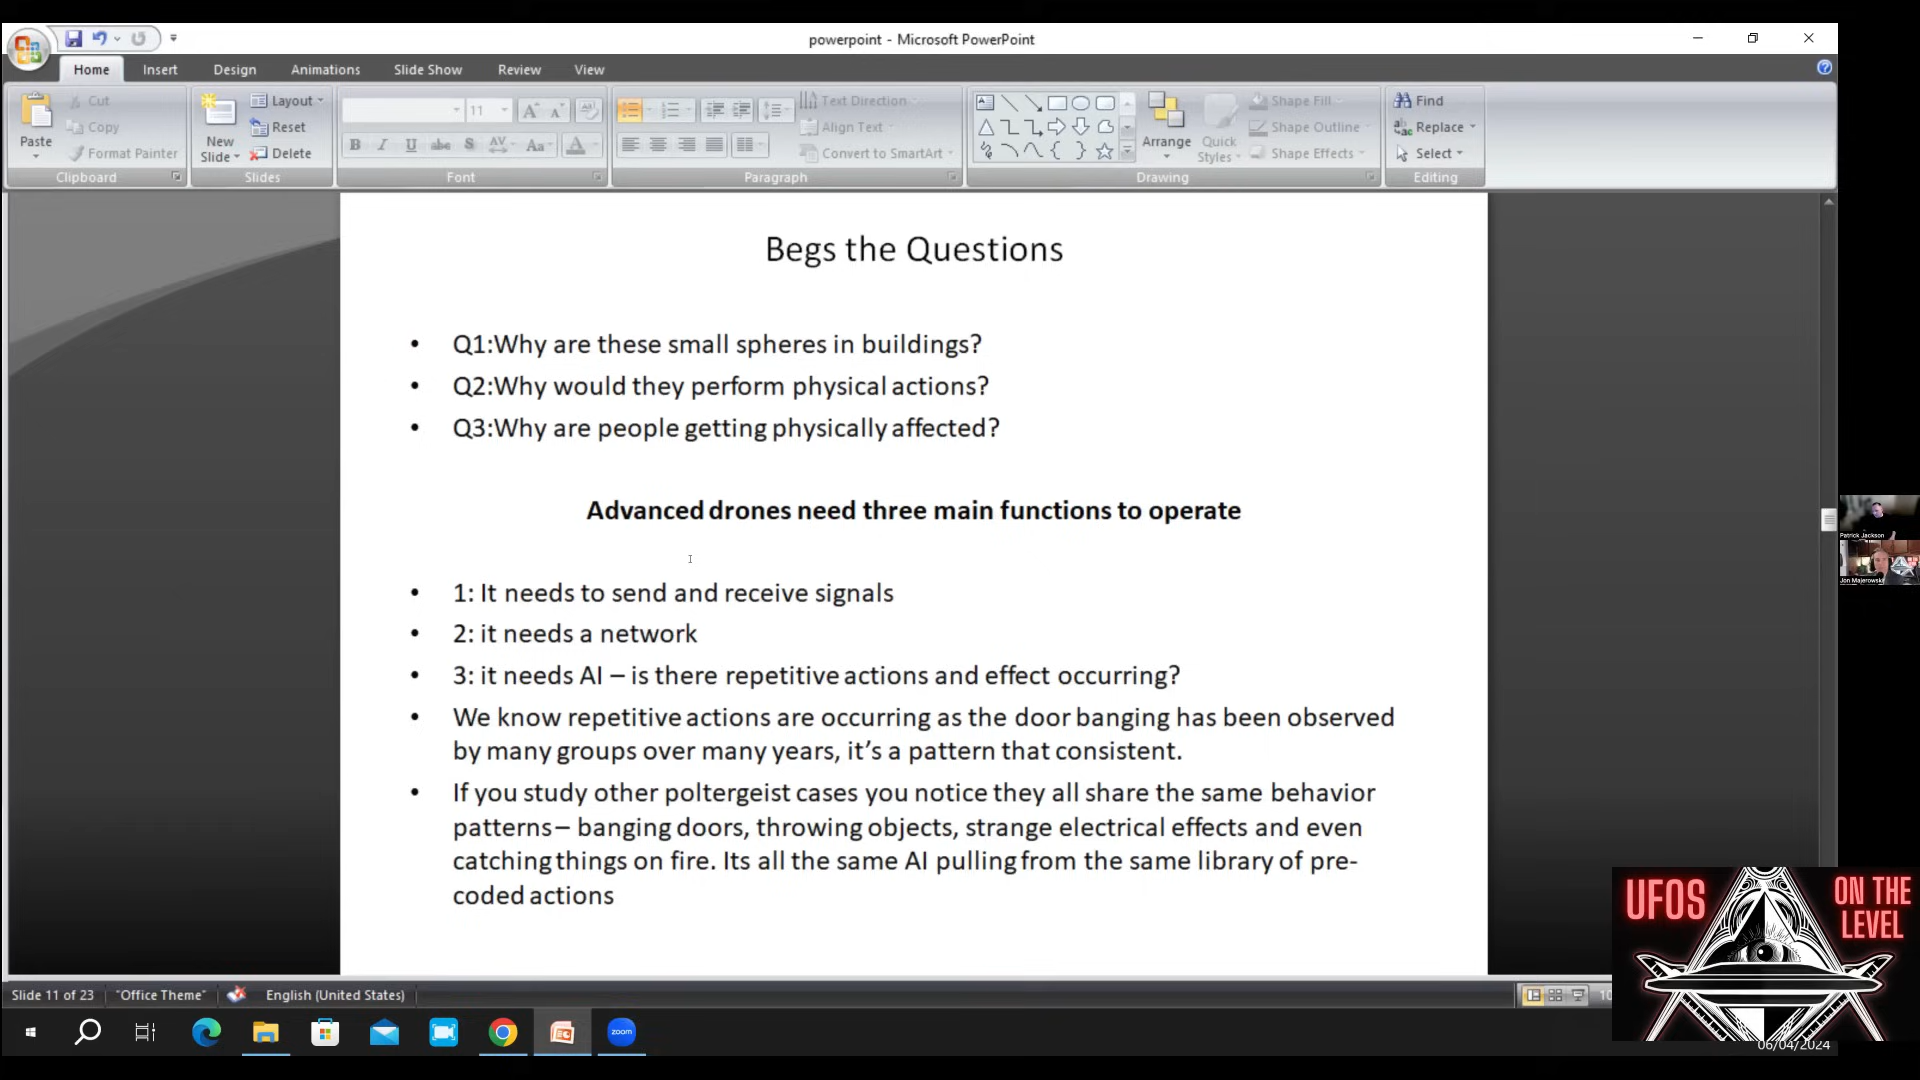 powerpoint - Microsoft PowerPoint
Home Insert Design Animations Slide Show Review View
Paste
Cut
Copy
Format Painter
Clipboard
New Slide
Layout
Reset
Delete
Slides
11
Font
Text Direction
Align Text
Convert to SmartArt
Paragraph
Arrange
Quick Styles
Shape Fill
Shape Outline
Shape Effects
Drawing
Find
Replace
Select
Editing
Begs the Questions
• Q1:Why are these small spheres in buildings?
• Q2:Why would they perform physical actions?
• Q3:Why are people getting physically affected?
Advanced drones need three main functions to operate
• 1: It needs to send and receive signals
• 2: it needs a network
• 3: it needs AI – is there repetitive actions and effect occurring?
• We know repetitive actions are occurring as the door banging has been observed
by many groups over many years, it’s a pattern that consistent.
• If you study other poltergeist cases you notice they all share the same behavior
patterns – banging doors, throwing objects, strange electrical effects and even
catching things on fire. Its all the same AI pulling from the same library of pre-
coded actions
Patrick Jackson
Jon Majerowski
UFOS ON THE
LEVEL
Slide 11 of 23 "Office Theme" English (United States) 10
zoom
06/04/2024